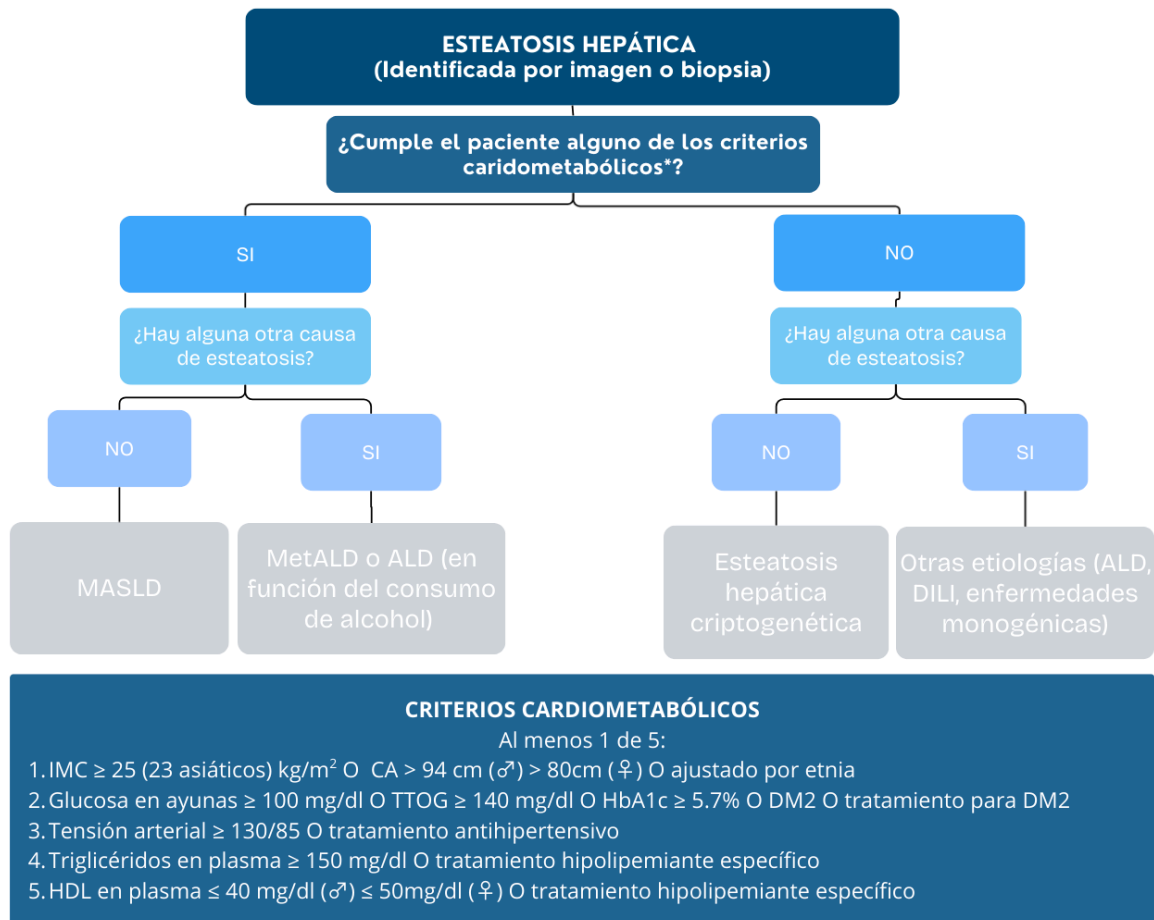 ESTEATOSIS HEPÁTICA
(Identificada por imagen o biopsia)
¿Cumple el paciente alguno de los criterios
caridometabólicos*?
SI
NO
¿Hay alguna otra causa
de esteatosis?
¿Hay alguna otra causa
de esteatosis?
NO
SI
NO
SI
MASLD
MetALD o ALD (en
función del consumo
de alcohol)
Esteatosis
hepática
criptogenética
Otras etiologías (ALD,
DILI, enfermedades
monogénicas)
CRITERIOS CARDIOMETABÓLICOS
Al menos 1 de 5:
1. IMC ≥ 25 (23 asiáticos) kg/m² O CA > 94 cm (♂) > 80cm (♀) O ajustado por etnia
2. Glucosa en ayunas ≥ 100 mg/dl O TTOG ≥ 140 mg/dl O HbA1c ≥ 5.7% O DM2 O tratamiento para DM2
3. Tensión arterial ≥ 130/85 O tratamiento antihipertensivo
4. Triglicéridos en plasma ≥ 150 mg/dl O tratamiento hipolipemiante específico
5. HDL en plasma ≤ 40 mg/dl (♂) ≤ 50mg/dl (♀) O tratamiento hipolipemiante específico